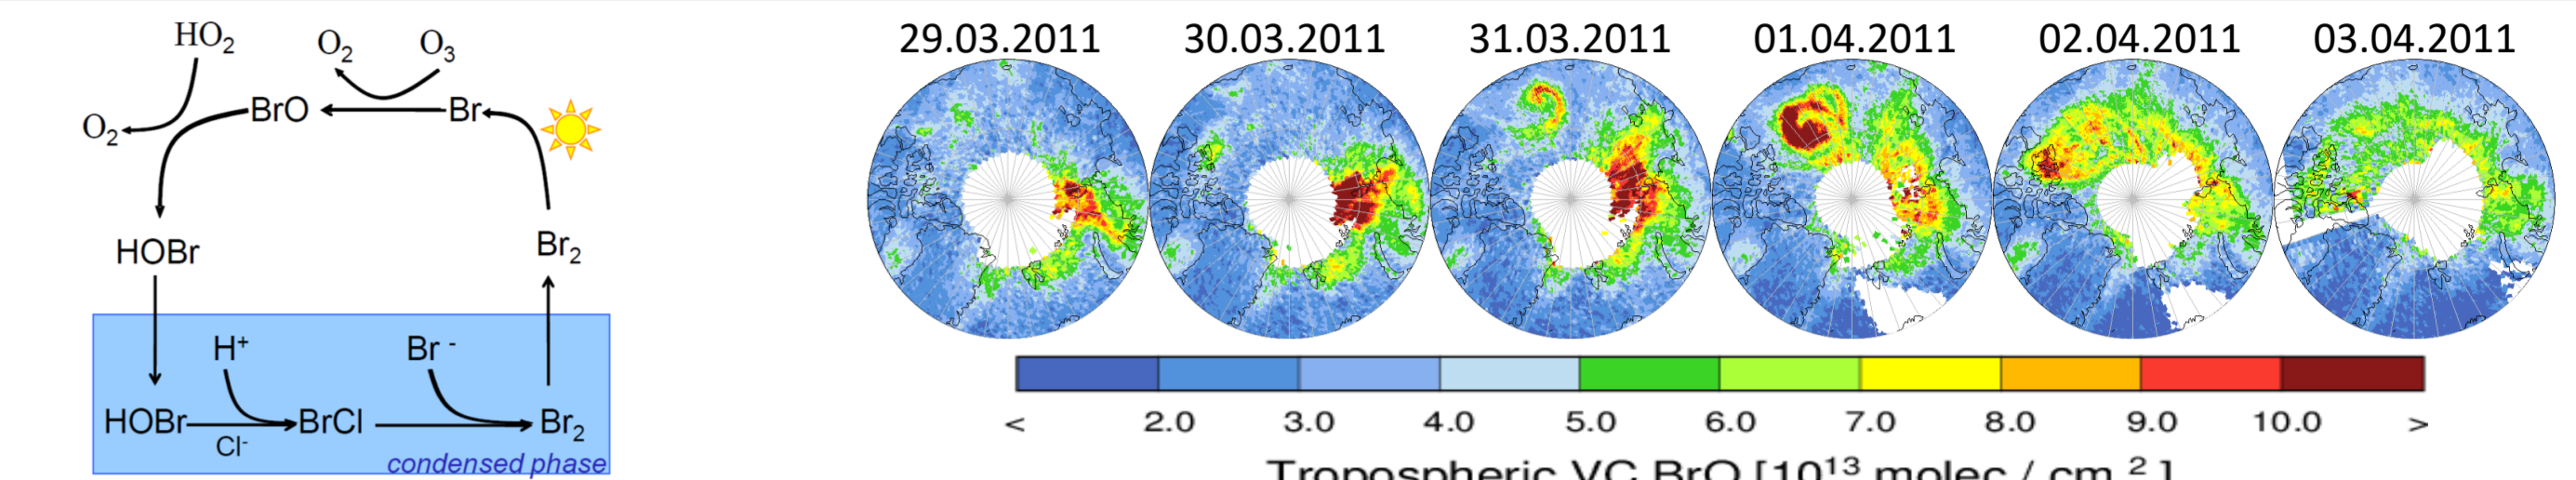 HO2
O2
O3
O2
BrO
Br
HOBr
Br2
H+
Br -
HOBr
BrCl
Br2
Cl-
condensed phase
29.03.2011
30.03.2011
31.03.2011
01.04.2011
02.04.2011
03.04.2011
< 2.0 3.0 4.0 5.0 6.0 7.0 8.0 9.0 10.0 >
Tropospheric VC BrO [10^13 molec / cm ^2 ]